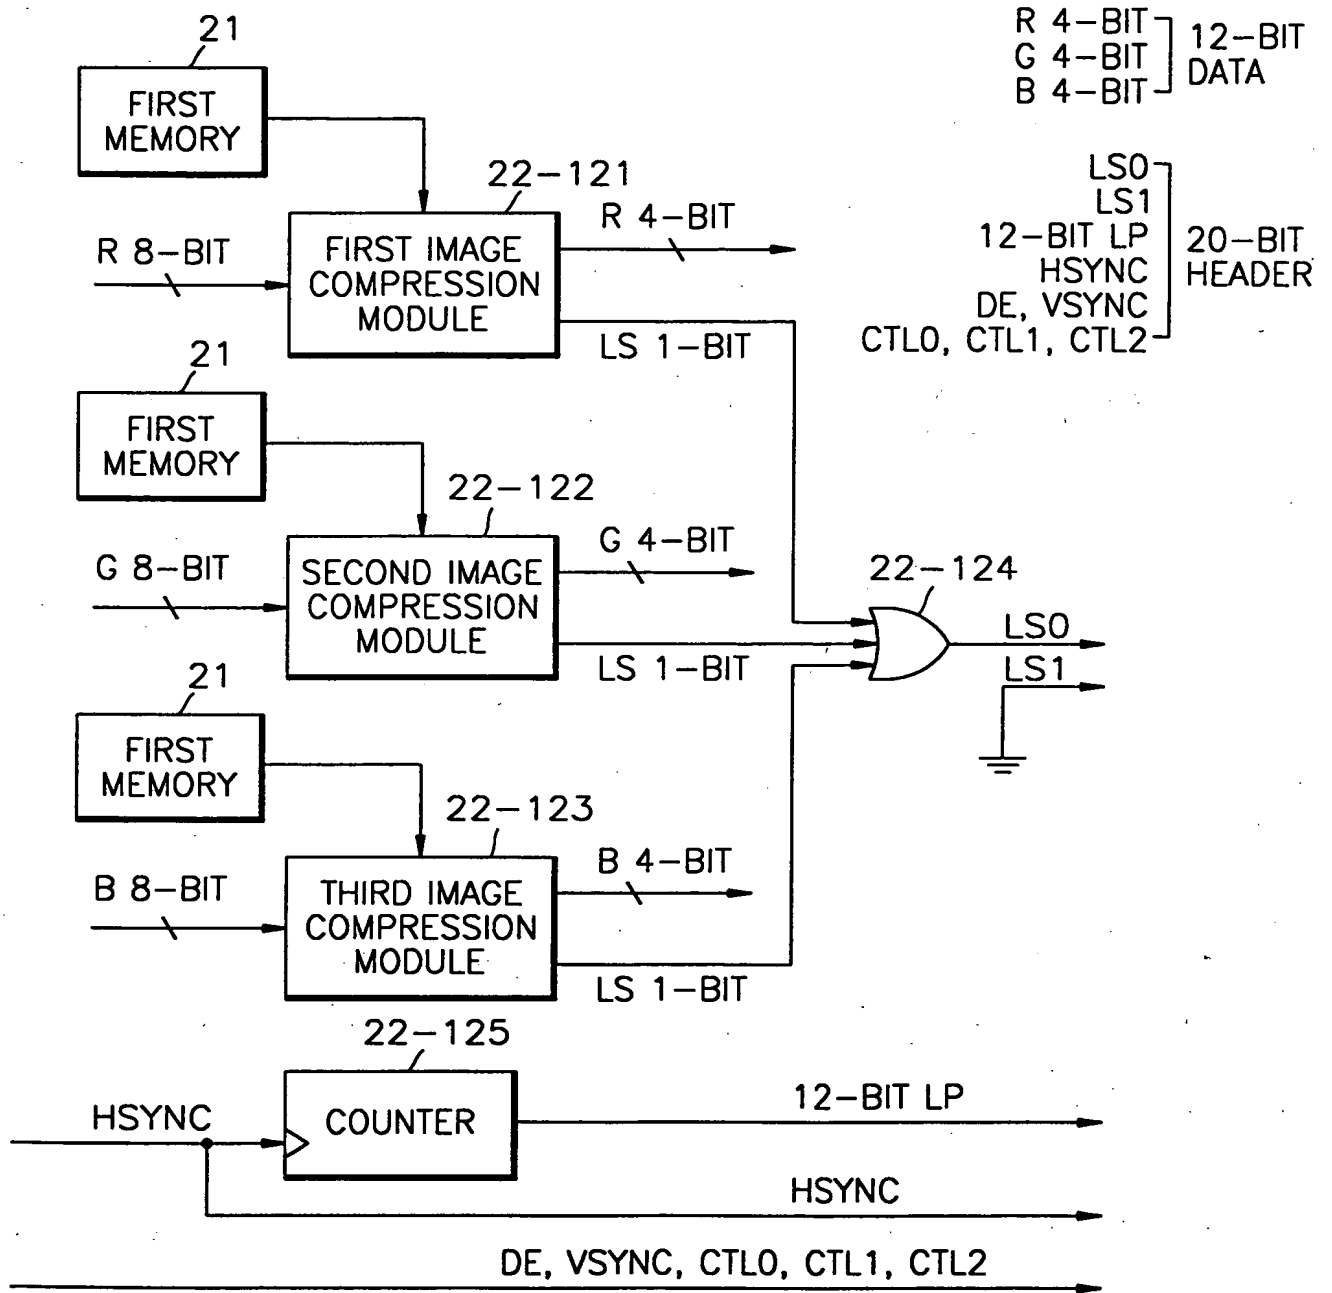 21
FIRST
MEMORY
R 4-BIT
G 4-BIT
B 4-BIT
12-BIT
DATA
22-121
R 8-BIT
FIRST IMAGE
COMPRESSION
MODULE
R 4-BIT
LS 1-BIT
LS0
LS1
12-BIT LP
HSYNC
DE, VSYNC
CTL0, CTL1, CTL2
20-BIT
HEADER
21
FIRST
MEMORY
22-122
G 8-BIT
SECOND IMAGE
COMPRESSION
MODULE
G 4-BIT
LS 1-BIT
22-124
LS0
LS1
21
FIRST
MEMORY
22-123
B 8-BIT
THIRD IMAGE
COMPRESSION
MODULE
B 4-BIT
LS 1-BIT
22-125
HSYNC
COUNTER
12-BIT LP
HSYNC
DE, VSYNC, CTL0, CTL1, CTL2